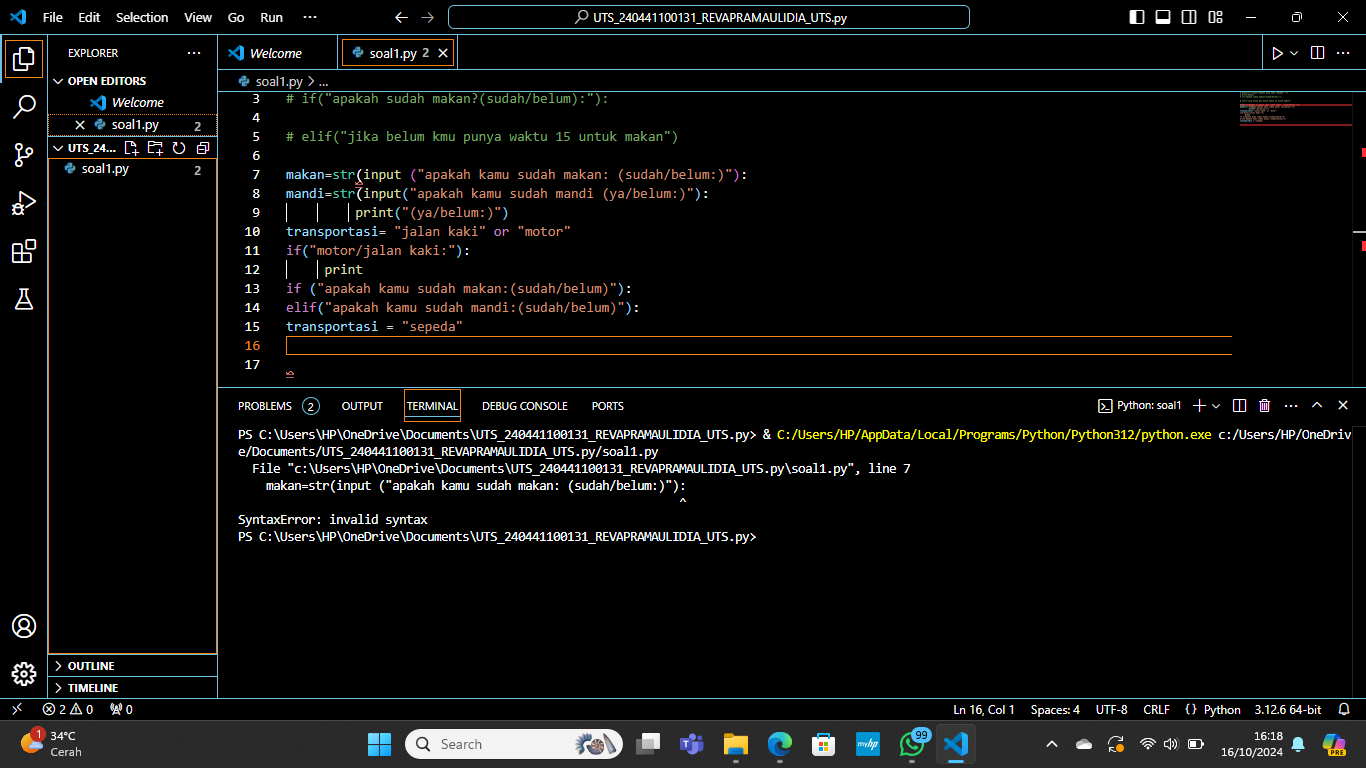 File Edit Selection View Go Run ··· UTS_240441100131_REVAPRAMAULIDIA_UTS.py
EXPLORER ···
OPEN EDITORS
Welcome
soal1.py 2
UTS_24...
soal1.py 2
OUTLINE
TIMELINE
Welcome soal1.py 2
soal1.py > ...
3 # if("apakah sudah makan?(sudah/belum):"):
4
5 # elif("jika belum kmu punya waktu 15 untuk makan")
6
7 makan=str(input ("apakah kamu sudah makan: (sudah/belum:)"):
8 mandi=str(input("apakah kamu sudah mandi (ya/belum:)"):
9 print("(ya/belum:)")
10 transportasi= "jalan kaki" or "motor"
11 if("motor/jalan kaki:"):
12 print
13 if ("apakah kamu sudah makan:(sudah/belum)"):
14 elif("apakah kamu sudah mandi:(sudah/belum)"):
15 transportasi = "sepeda"
16
17
PROBLEMS 2 OUTPUT TERMINAL DEBUG CONSOLE PORTS Python: soal1
PS C:\Users\HP\OneDrive\Documents\UTS_240441100131_REVAPRAMAULIDIA_UTS.py> & C:/Users/HP/AppData/Local/Programs/Python/Python312/python.exe c:/Users/HP/OneDriv
e/Documents/UTS_240441100131_REVAPRAMAULIDIA_UTS.py/soal1.py
File "c:\Users\HP\OneDrive\Documents\UTS_240441100131_REVAPRAMAULIDIA_UTS.py\soal1.py", line 7
makan=str(input ("apakah kamu sudah makan: (sudah/belum:)"):
^
SyntaxError: invalid syntax
PS C:\Users\HP\OneDrive\Documents\UTS_240441100131_REVAPRAMAULIDIA_UTS.py>
2 0 0 Ln 16, Col 1 Spaces: 4 UTF-8 CRLF {} Python 3.12.6 64-bit
1 34°C
Cerah
Search
myhp
99
PRE
16:18
16/10/2024